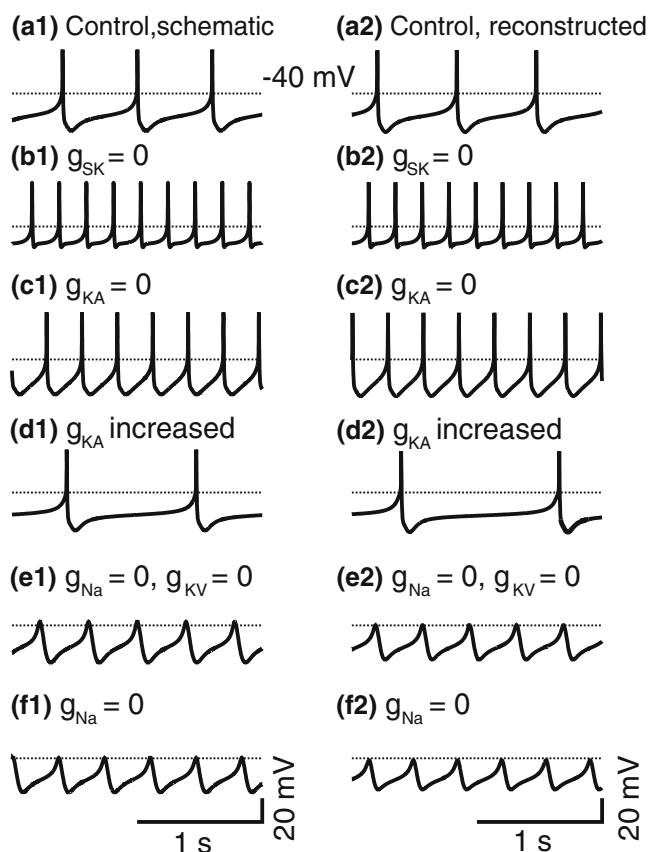 (a1) Control,schematic
(a2) Control, reconstructed
-40 mV
(b1) gSK = 0
(b2) gSK = 0
(c1) gKA = 0
(c2) gKA = 0
(d1) gKA increased
(d2) gKA increased
(e1) gNa = 0, gKV = 0
(e2) gNa = 0, gKV = 0
(f1) gNa = 0
(f2) gNa = 0
1 s
20 mV
1 s
20 mV